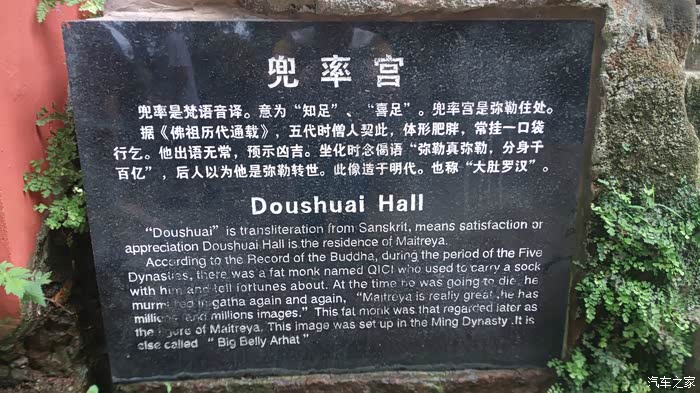 兜率宫
兜率是梵语音译。意为“知足”、“喜足”。兜率宫是弥勒住处。
据《佛祖历代通载》，五代时僧人契此，体形肥胖，常挂一口袋
行乞。他出语无常，预示凶吉。坐化时念偈语“弥勒真弥勒，分身千
百亿”，后人以为他是弥勒转世。此像造于明代。也称“大肚罗汉”。
Doushuai Hall
“Doushuai” is transliteration from Sanskrit, means satisfaction or
appreciation Doushuai Hall is the residence of Maitreya.
According to the Record of the Buddha, during the period of the Five
Dynasties, there was a fat monk named QICI who used to carry a sock
with him and tell fortunes about. At the time he was going to die, he
murmured in gatha again and again, “Maitreya is really great ,he has
millions and millions images.” This fat monk was that regarded later as
the figure of Maitreya. This image was set up in the Ming Dynasty .It is
else called “ Big Belly Arhat ”
汽车之家